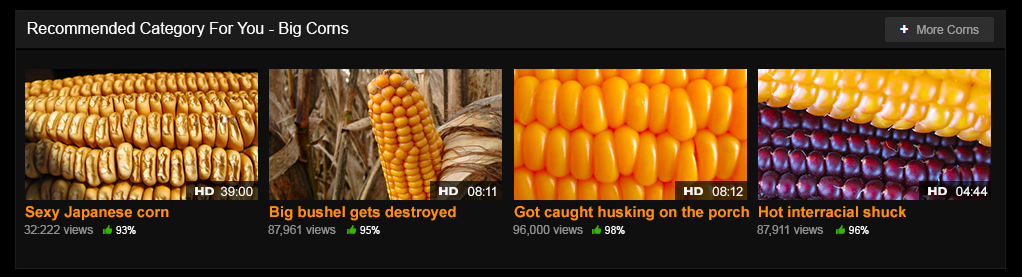 Recommended Category For You - Big Corns
+ More Corns
HD 39:00
HD 08:11
HD 08:12
HD 04:44
Sexy Japanese corn
Big bushel gets destroyed
Got caught husking on the porch
Hot interracial shuck
32:222 views 93%
87,961 views 95%
96,000 views 98%
87,911 views 96%